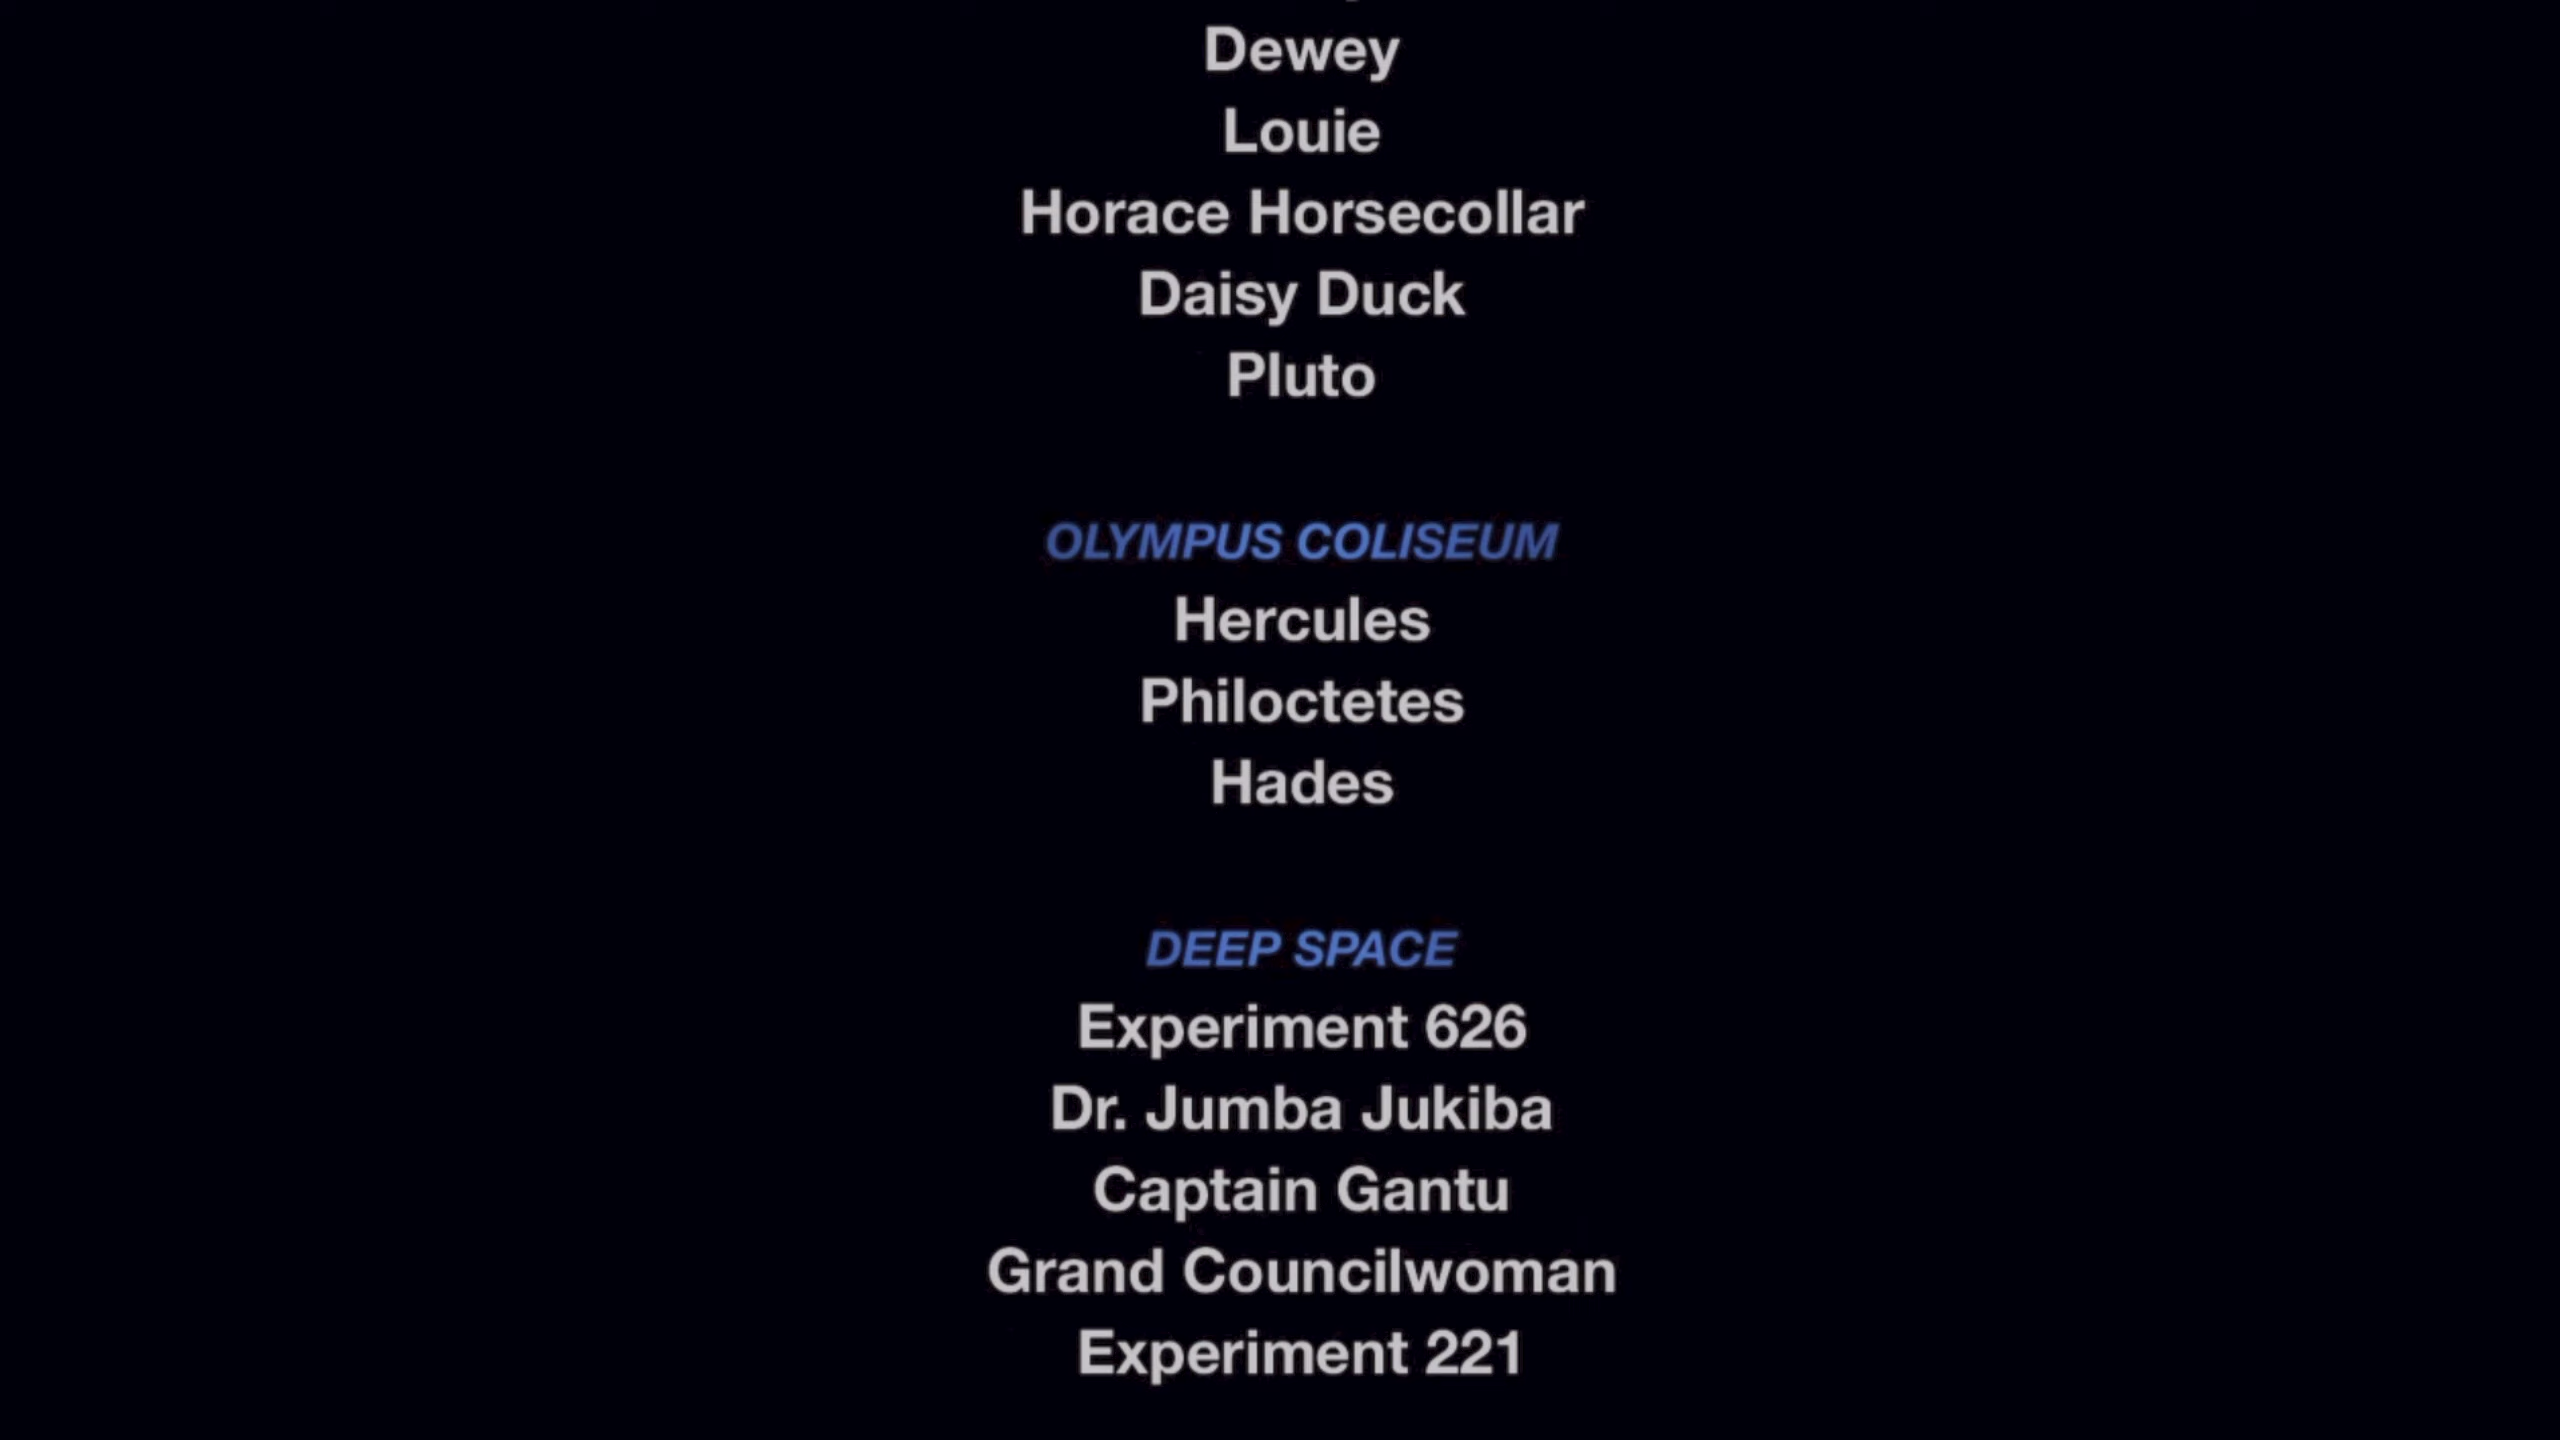 Dewey
Louie
Horace Horsecollar
Daisy Duck
Pluto
OLYMPUS COLISEUM
Hercules
Philoctetes
Hades
DEEP SPACE
Experiment 626
Dr. Jumba Jukiba
Captain Gantu
Grand Councilwoman
Experiment 221